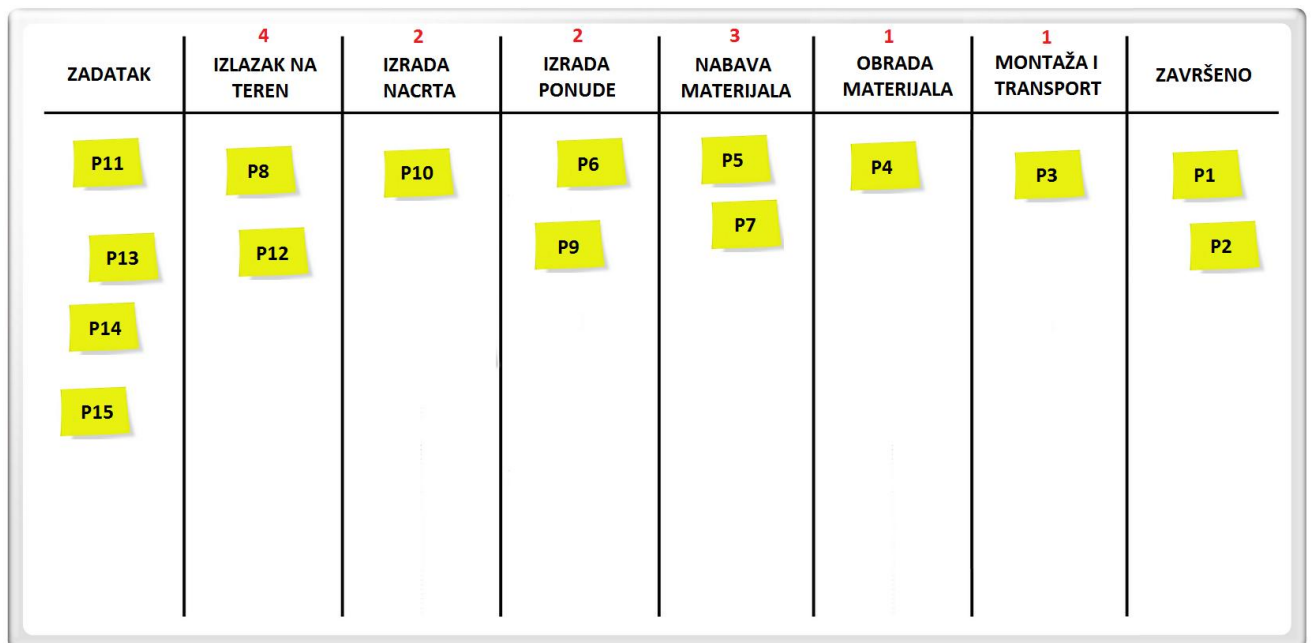 4
2
2
3
1
1
ZADATAK
IZLAZAK NA
TEREN
IZRADA
NACRTA
IZRADA
PONUDE
NABAVA
MATERIJALA
OBRADA
MATERIJALA
MONTAŽA I
TRANSPORT
ZAVRŠENO
P11
P13
P14
P15
P8
P12
P10
P6
P9
P5
P7
P4
P3
P1
P2